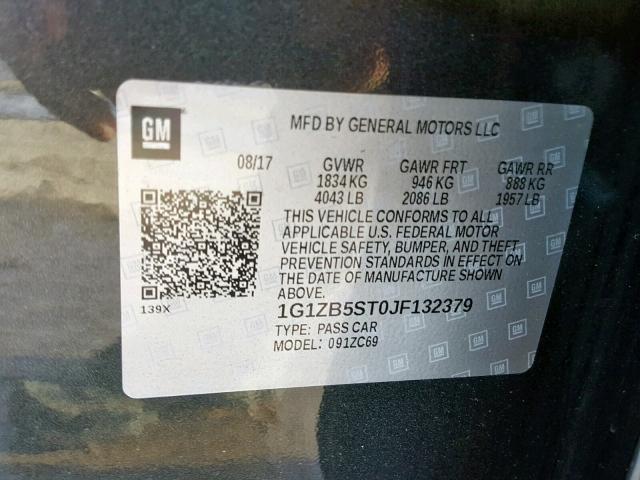 GM
MFD BY GENERAL MOTORS LLC
08/17 GVWR GAWR FRT GAWR RR
1834 KG 946 KG 888 KG
4043 LB 2086 LB 1957 LB
THIS VEHICLE CONFORMS TO ALL
APPLICABLE U.S. FEDERAL MOTOR
VEHICLE SAFETY, BUMPER, AND THEFT
PREVENTION STANDARDS IN EFFECT ON
THE DATE OF MANUFACTURE SHOWN
ABOVE.
139X
1G1ZB5ST0JF132379
TYPE: PASS CAR
MODEL: 091ZC69